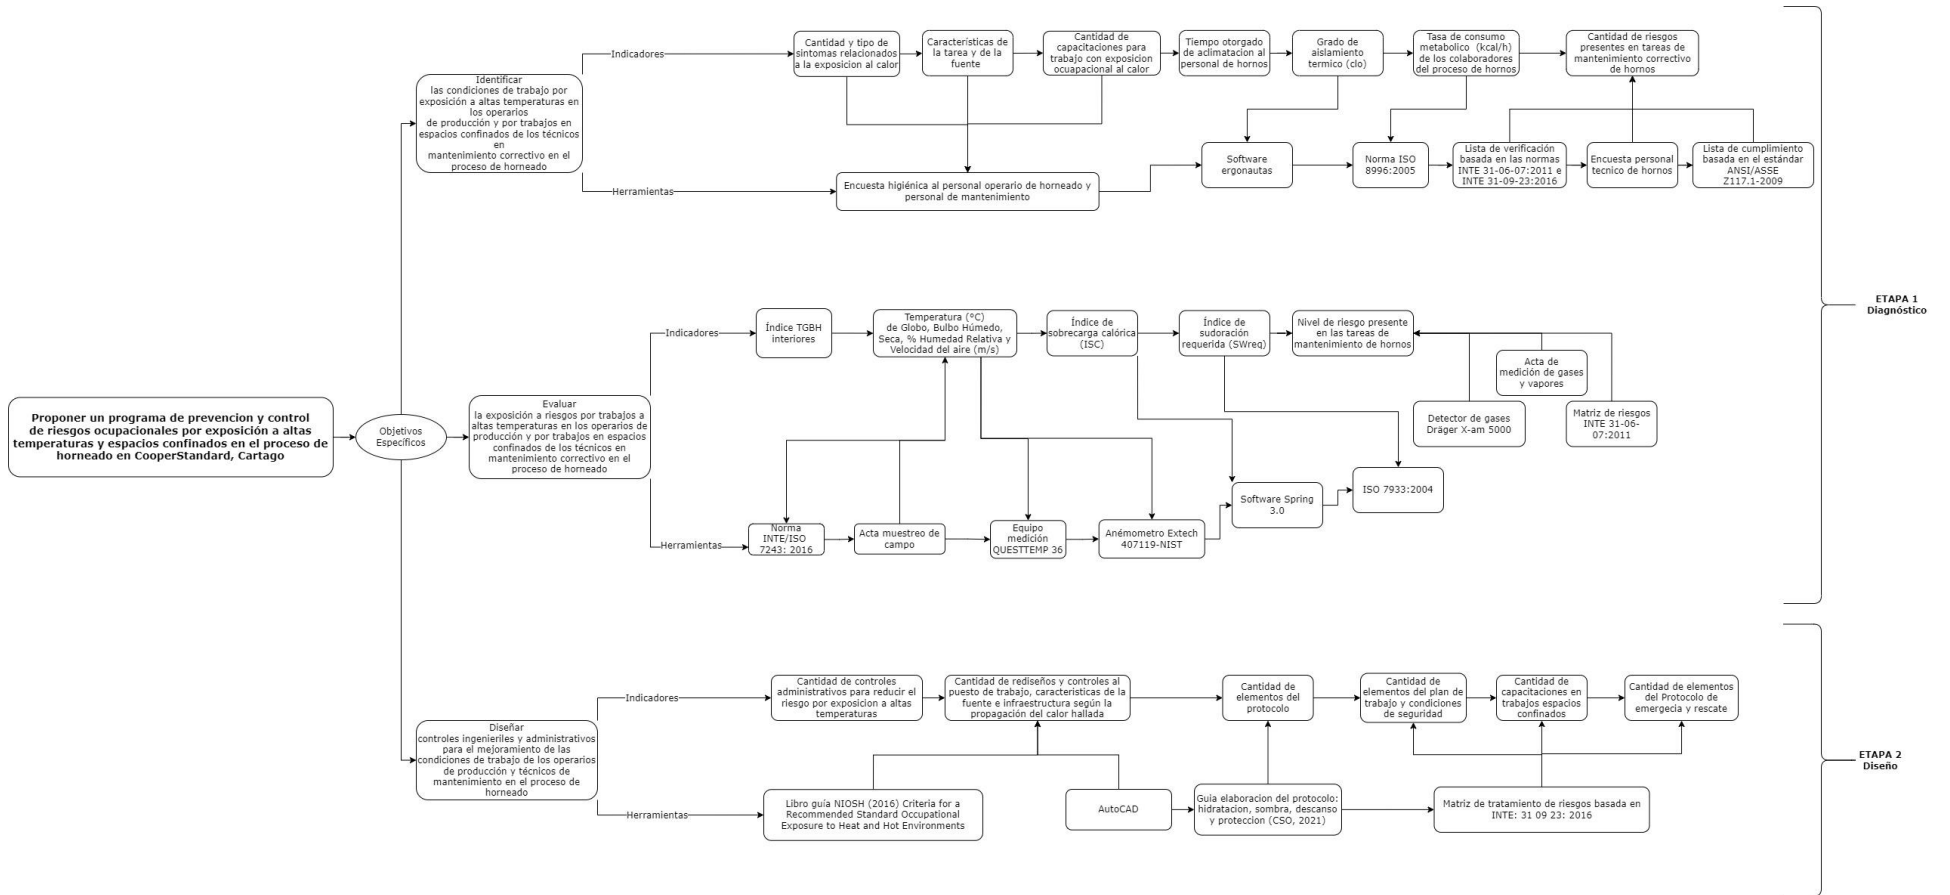 Proponer un programa de prevencion y control
de riesgos ocupacionales por exposición a altas
temperaturas y espacios confinados en el proceso de
horneado en CooperStandard, Cartago
Objetivos
Específicos
Identificar
las condiciones de trabajo por
exposición a altas temperaturas en
los operarios
de producción y por trabajos en
espacios confinados de los técnicos
en
mantenimiento correctivo en el
proceso de horneado
Indicadores
Cantidad y tipo de
sintomas relacionados
a la exposicion al calor
Características de
la tarea y de la
fuente
Cantidad de
capacitaciones para
trabajo con exposicion
ocuapacional al calor
Tiempo otorgado
de aclimatacion al
personal de hornos
Grado de
aislamiento
termico (clo)
Tasa de consumo
metabolico (kcal/h)
de los colaboradores
del proceso de hornos
Cantidad de riesgos
presentes en tareas de
mantenimiento correctivo
de hornos
Herramientas
Encuesta higiénica al personal operario de horneado y
personal de mantenimiento
Software
ergonautas
Norma ISO
8996:2005
Lista de verificación
basada en las normas
INTE 31-06-07:2011 e
INTE 31-09-23:2016
Encuesta personal
tecnico de hornos
Lista de cumplimiento
basada en el estándar
ANSI/ASSE
Z117.1-2009
ETAPA 1
Diagnóstico
Evaluar
la exposición a riesgos por trabajos a
altas temperaturas en los operarios de
producción y por trabajos en espacios
confinados de los técnicos en
mantenimiento correctivo en el
proceso de horneado
Indicadores
Índice TGBH
interiores
Temperatura (°C)
de Globo, Bulbo Húmedo,
Seca, % Humedad Relativa y
Velocidad del aire (m/s)
Índice de
sobrecarga calórica
(ISC)
Índice de
sudoración
requerida (SWreq)
Nivel de riesgo presente
en las tareas de
mantenimiento de hornos
Acta de
medición de gases
y vapores
Detector de gases
Dräger X-am 5000
Matriz de riesgos
INTE 31-06-
07:2011
Herramientas
Norma
INTE/ISO
7243: 2016
Acta muestreo de
campo
Equipo
medición
QUESTTEMP 36
Anémometro Extech
407119-NIST
Software Spring
3.0
ISO 7933:2004
Diseñar
controles ingenieriles y administrativos
para el mejoramiento de las
condiciones de trabajo de los operarios
de producción y técnicos de
mantenimiento en el proceso de
horneado
Indicadores
Cantidad de controles
administrativos para reducir el
riesgo por exposicion a altas
temperaturas
Cantidad de rediseños y controles al
puesto de trabajo, caracteristicas de la
fuente e infraestructura según la
propagación del calor hallada
Cantidad de
elementos del
protocolo
Cantidad de
elementos del plan de
trabajo y condiciones
de seguridad
Cantidad de
capacitaciones en
trabajos espacios
confinados
Cantidad de elementos
del Protocolo de
emergecia y rescate
Herramientas
Libro guía NIOSH (2016) Criteria for a
Recommended Standard Occupational
Exposure to Heat and Hot Environments
AutoCAD
Guia elaboracion del protocolo:
hidratacion, sombra, descanso
y proteccion (CSO, 2021)
Matriz de tratamiento de riesgos basada en
INTE: 31 09 23: 2016
ETAPA 2
Diseño